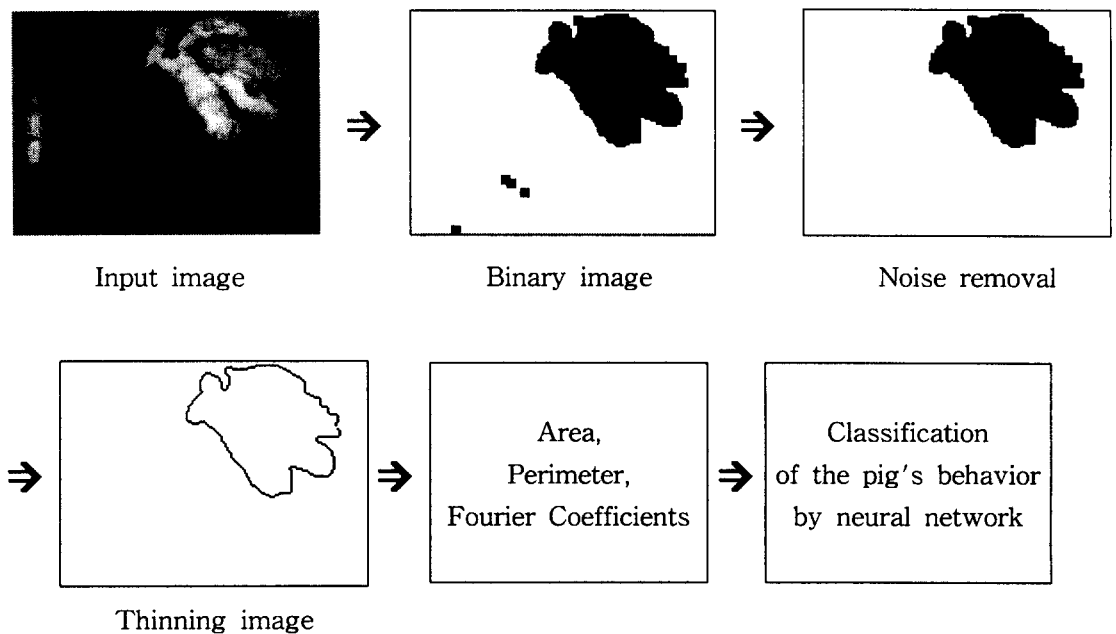 Input image
Binary image
Noise removal
Area,
Perimeter,
Fourier Coefficients
Classification
of the pig's behavior
by neural network
Thinning image